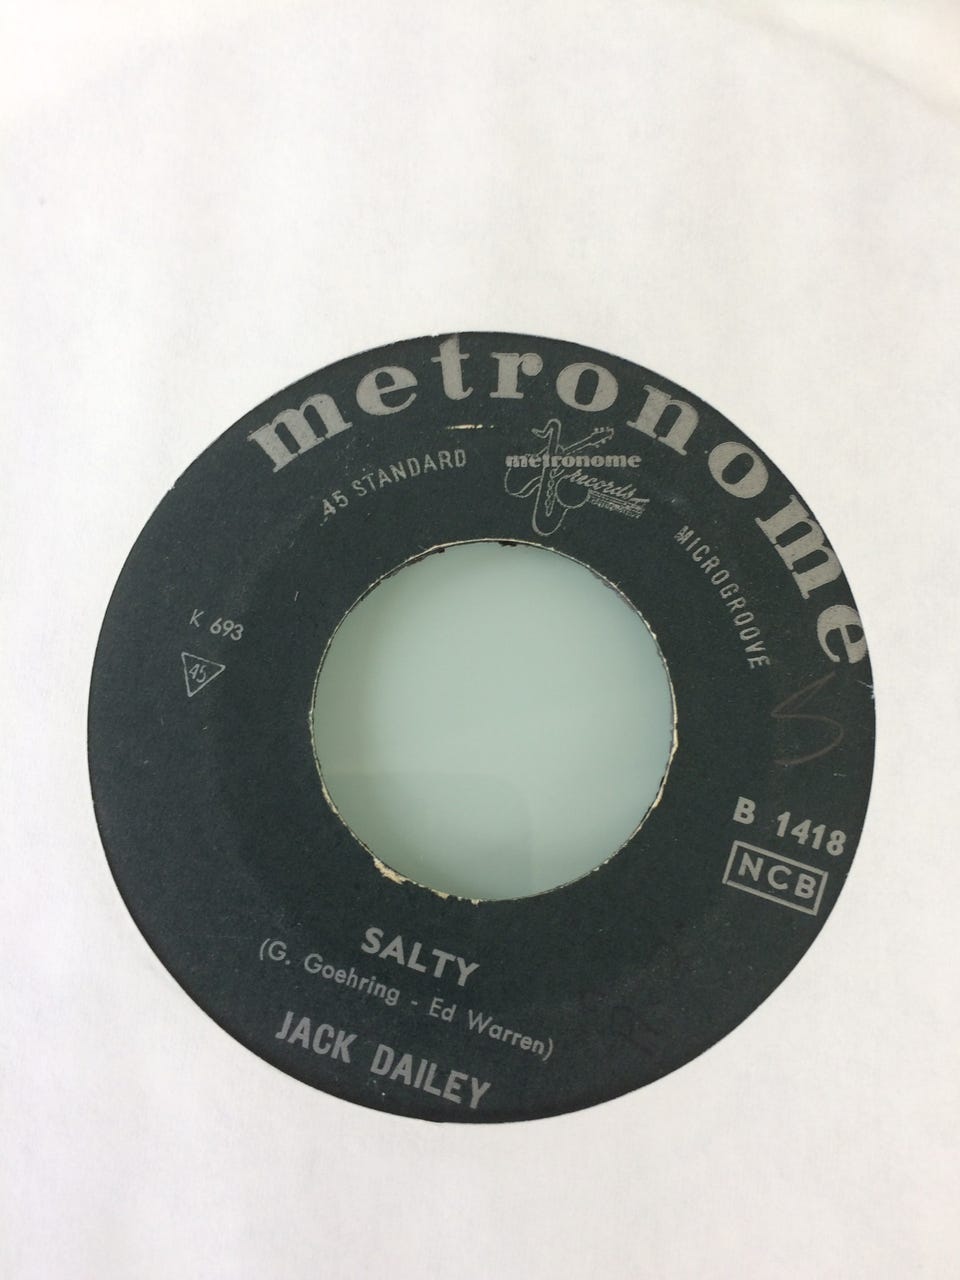 metronome
45 STANDARD
metronome
records
MICROGROOVE
K 693
45
B 1418
NCB
SALTY
(G. Goehring - Ed Warren)
JACK DAILEY